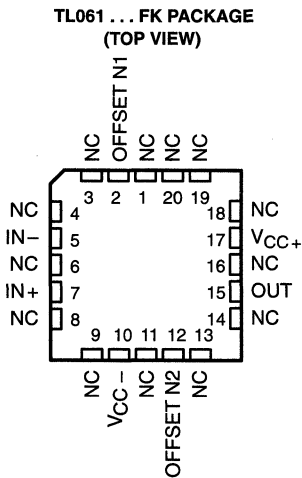 TL061 . . . FK PACKAGE
(TOP VIEW)
NC
OFFSET N1
NC
NC
NC
3 2 1 20 19
NC 4
IN− 5
NC 6
IN+ 7
NC 8
18 NC
17 VCC+
16 NC
15 OUT
14 NC
9 10 11 12 13
NC
VCC −
NC
OFFSET N2
NC